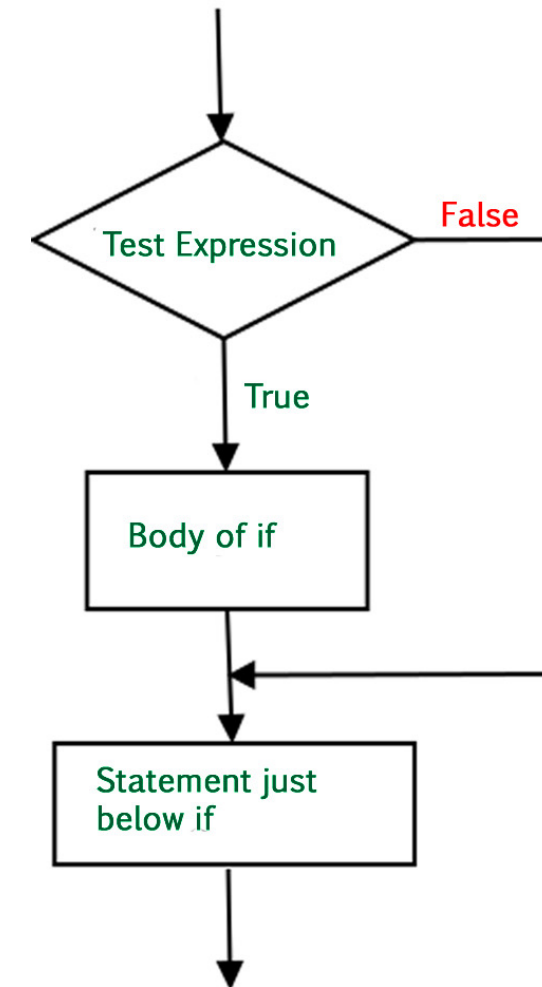 Test Expression
False
True
Body of if
Statement just
below if